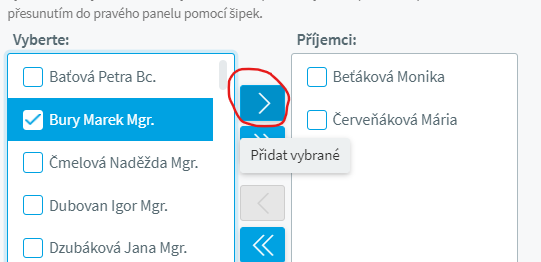 přesunutím do pravého panelu pomocí šipek.
Vyberte:
Příjemci:
Baťová Petra Bc.
Bury Marek Mgr.
Čmelová Naděžda Mgr.
Dubovan Igor Mgr.
Dzubáková Jana Mgr.
Přidat vybrané
Beťáková Monika
Červeňáková Mária